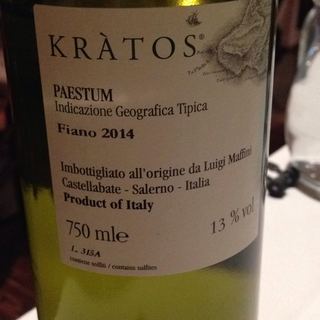 KRÀTOS®
PAESTUM
Indicazione Geografica Tipica
Fiano 2014
Imbottigliato all'origine da Luigi Maffini
Castellabate - Salerno - Italia
Product of Italy
750 mle 13 % vol
L. 315A
contiene solfiti / contains sulfites